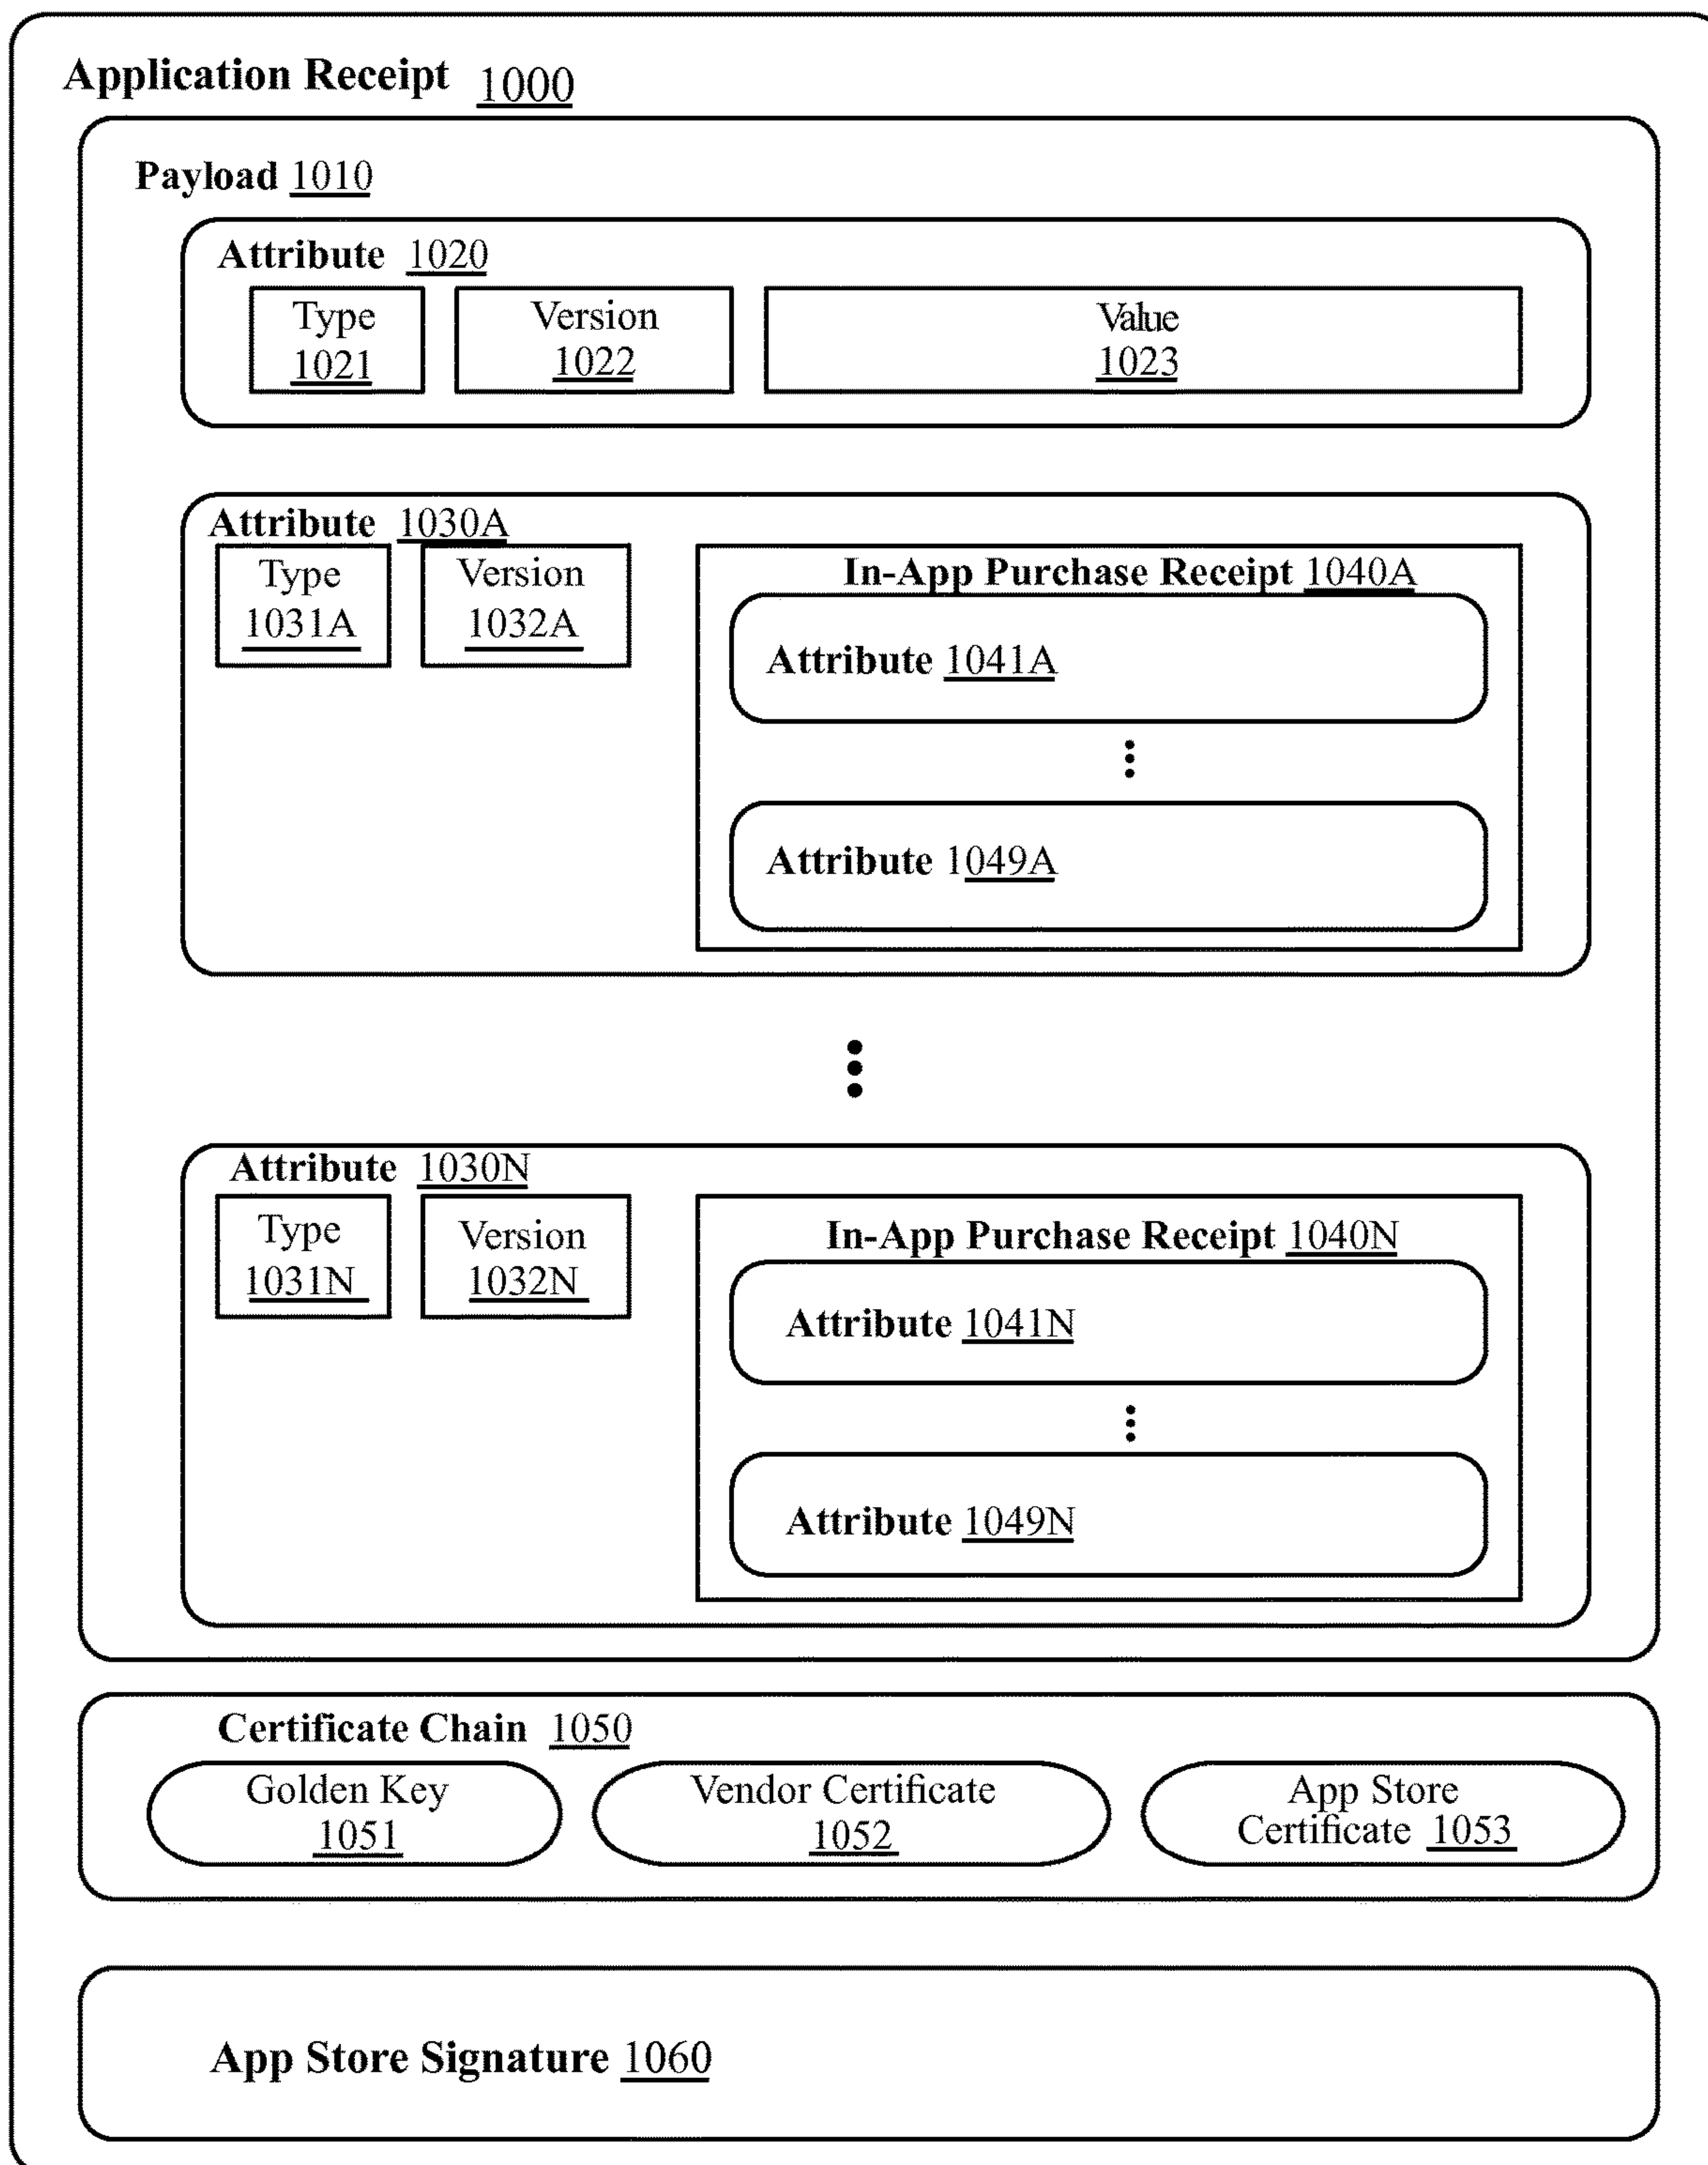 Application Receipt 1000
Payload 1010
Attribute 1020
Type
1021
Version
1022
Value
1023
Attribute 1030A
Type
1031A
Version
1032A
In-App Purchase Receipt 1040A
Attribute 1041A
Attribute 1049A
Attribute 1030N
Type
1031N
Version
1032N
In-App Purchase Receipt 1040N
Attribute 1041N
Attribute 1049N
Certificate Chain 1050
Golden Key
1051
Vendor Certificate
1052
App Store
Certificate 1053
App Store Signature 1060